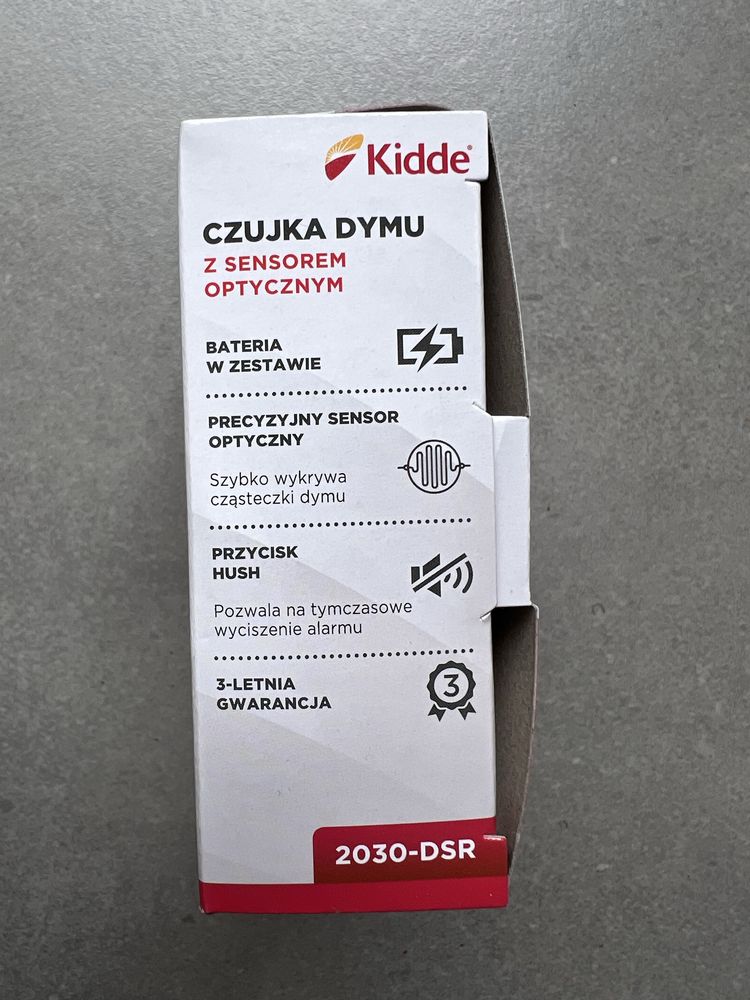 Kidde®
CZUJKA DYMU
Z SENSOREM
OPTYCZNYM
BATERIA
W ZESTAWIE
PRECYZYJNY SENSOR
OPTYCZNY
Szybko wykrywa
cząsteczki dymu
PRZYCISK
HUSH
Pozwala na tymczasowe
wyciszenie alarmu
3-LETNIA
GWARANCJA
3
2030-DSR